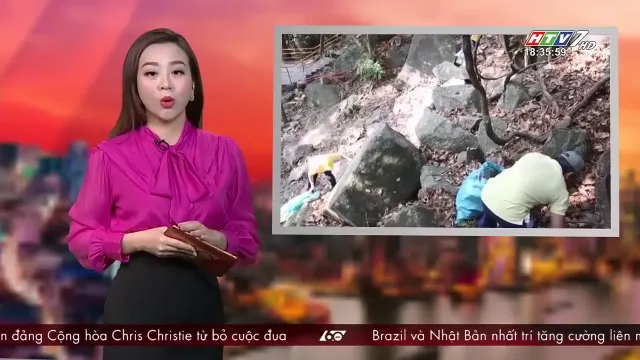 HTV7 HD
18:35:59
n đảng Cộng hòa Chris Christie từ bỏ cuộc đua
Brazil và Nhật Bản nhất trí tăng cường liên n